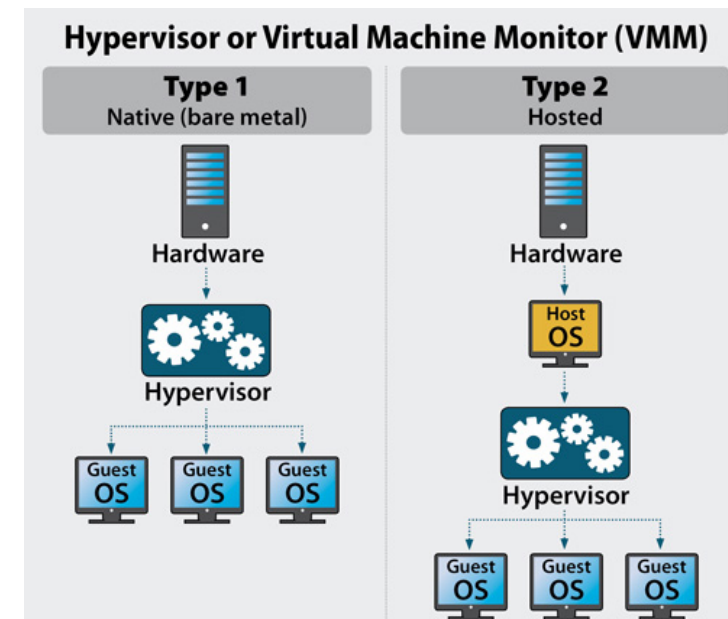 Hypervisor or Virtual Machine Monitor (VMM)
Type 1
Native (bare metal)
Hardware
Hypervisor
Guest
OS
Guest
OS
Guest
OS
Type 2
Hosted
Hardware
Host
OS
Hypervisor
Guest
OS
Guest
OS
Guest
OS